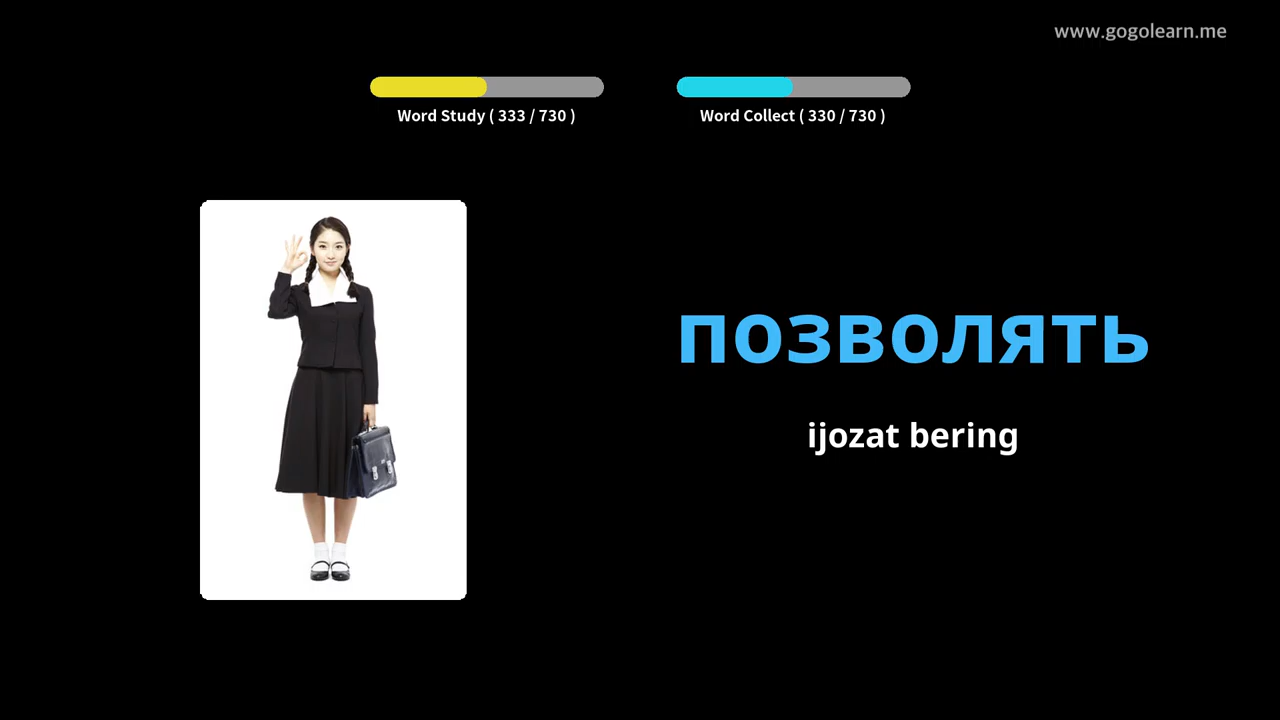 www.gogolearn.me
Word Study ( 333 / 730 )
Word Collect ( 330 / 730 )
позволять
ijozat bering